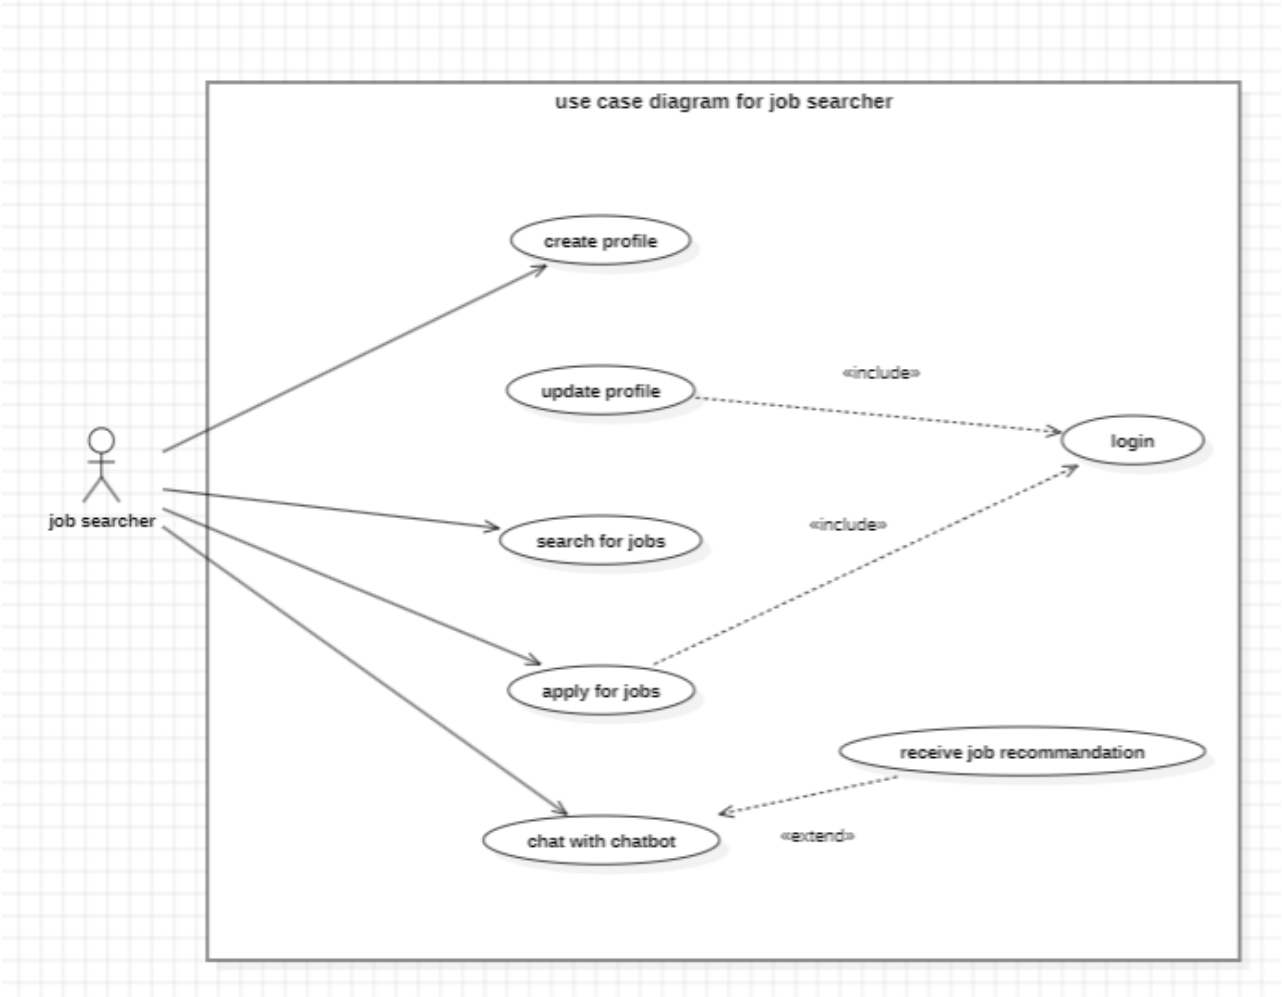 use case diagram for job searcher
create profile
update profile
«include»
login
job searcher
search for jobs
«include»
apply for jobs
receive job recommandation
chat with chatbot
«extend»